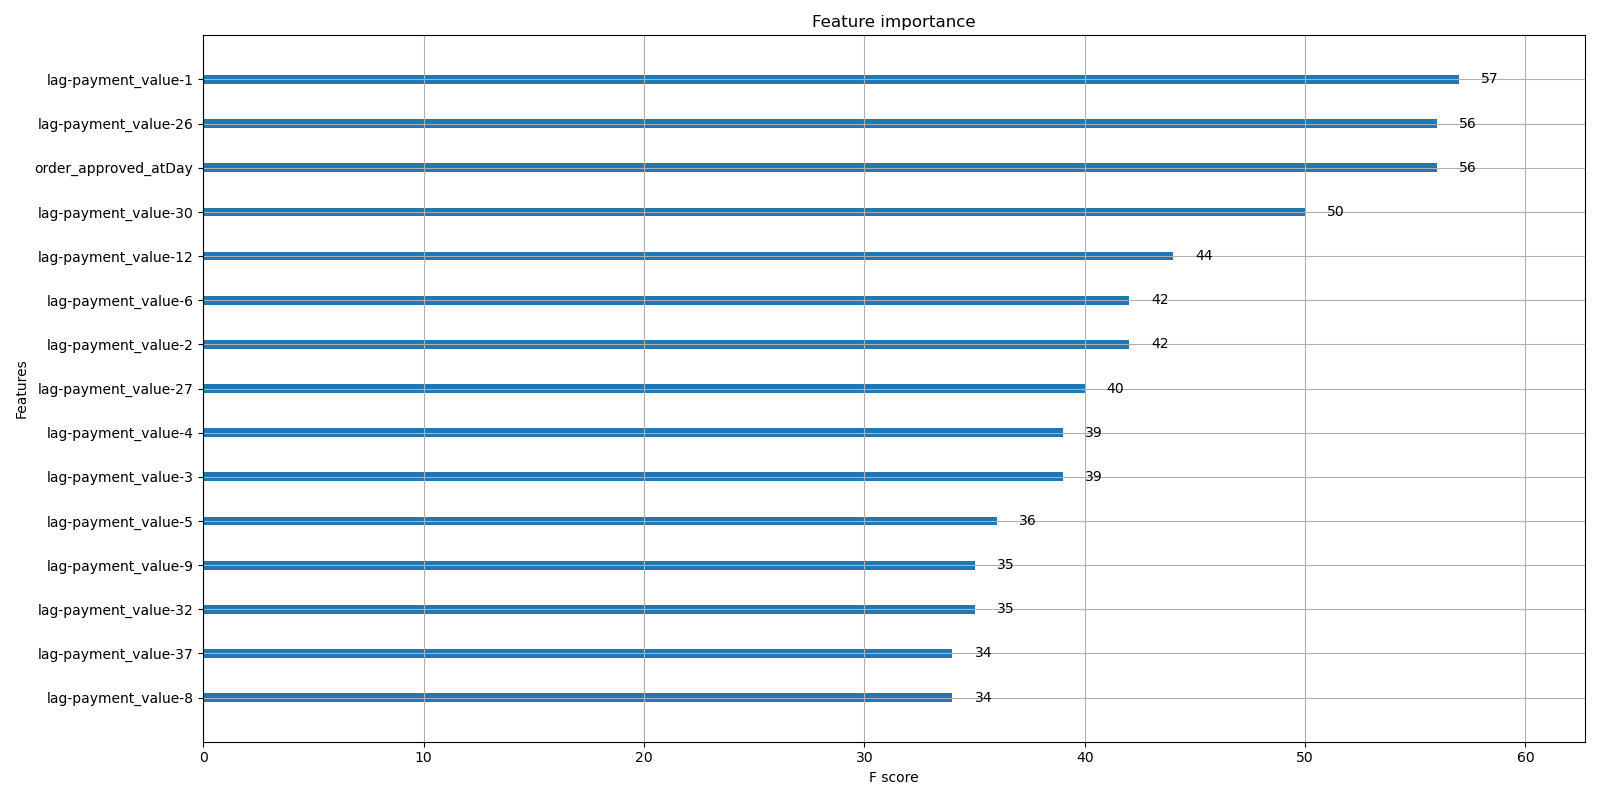 Feature importance
Features
lag-payment_value-1 57
lag-payment_value-26 56
order_approved_atDay 56
lag-payment_value-30 50
lag-payment_value-12 44
lag-payment_value-6 42
lag-payment_value-2 42
lag-payment_value-27 40
lag-payment_value-4 39
lag-payment_value-3 39
lag-payment_value-5 36
lag-payment_value-9 35
lag-payment_value-32 35
lag-payment_value-37 34
lag-payment_value-8 34
0 10 20 30 40 50 60
F score